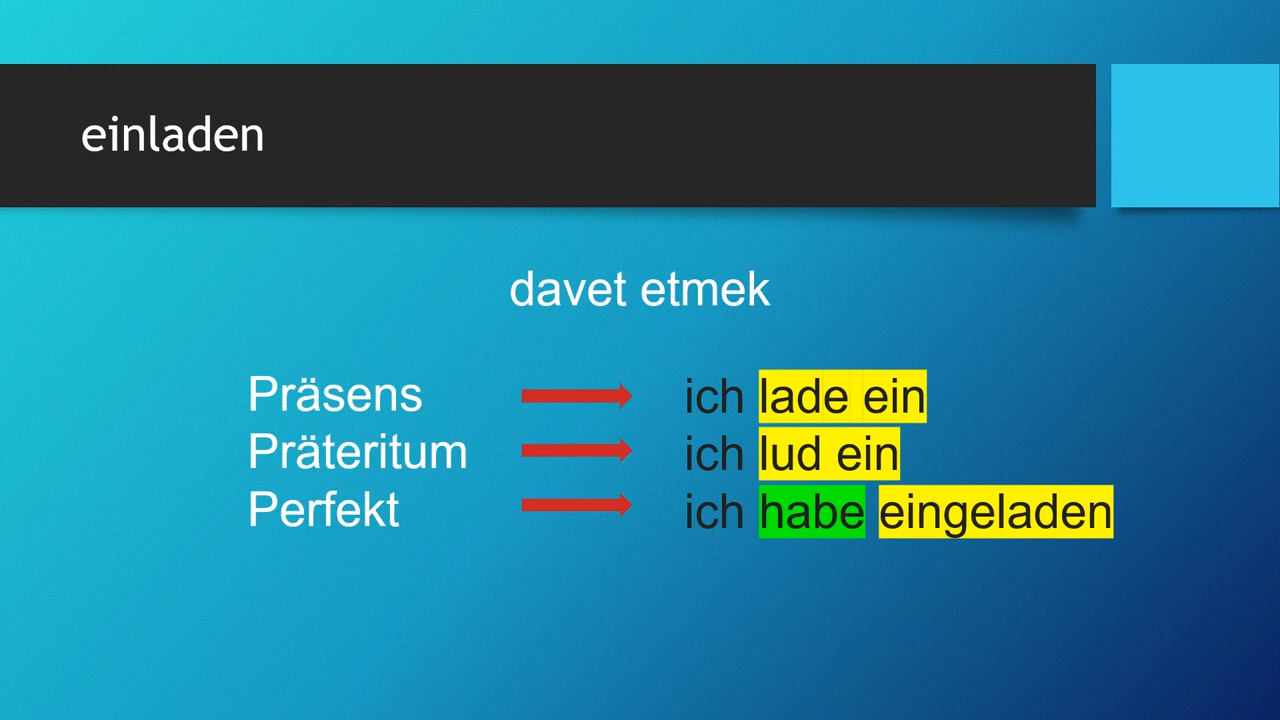 einladen
davet etmek
Präsens ich lade ein
Präteritum ich lud ein
Perfekt ich habe eingeladen